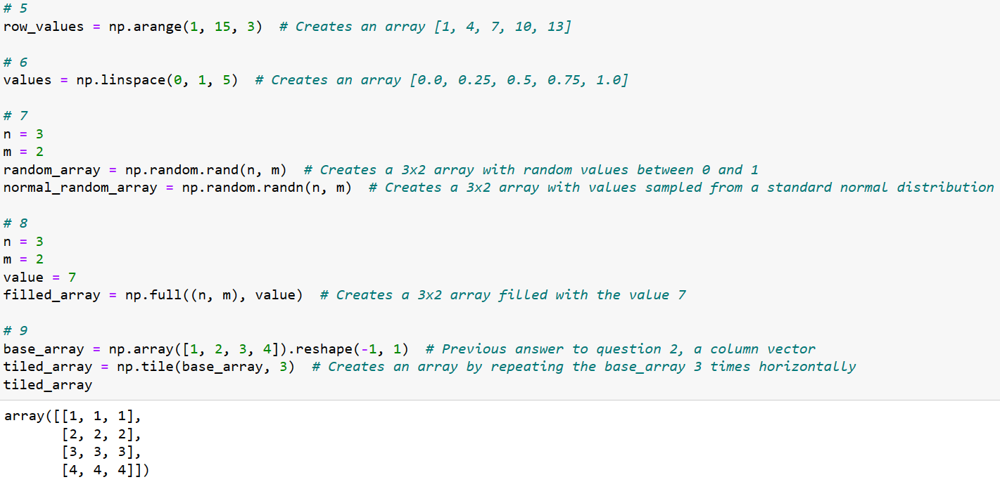 # 5
row_values = np.arange(1, 15, 3)  # Creates an array [1, 4, 7, 10, 13]

# 6
values = np.linspace(0, 1, 5)  # Creates an array [0.0, 0.25, 0.5, 0.75, 1.0]

# 7
n = 3
m = 2
random_array = np.random.rand(n, m)  # Creates a 3x2 array with random values between 0 and 1
normal_random_array = np.random.randn(n, m)  # Creates a 3x2 array with values sampled from a standard normal distribution

# 8
n = 3
m = 2
value = 7
filled_array = np.full((n, m), value)  # Creates a 3x2 array filled with the value 7

# 9
base_array = np.array([1, 2, 3, 4]).reshape(-1, 1)  # Previous answer to question 2, a column vector
tiled_array = np.tile(base_array, 3)  # Creates an array by repeating the base_array 3 times horizontally
tiled_array

array([[1, 1, 1],
       [2, 2, 2],
       [3, 3, 3],
       [4, 4, 4]])